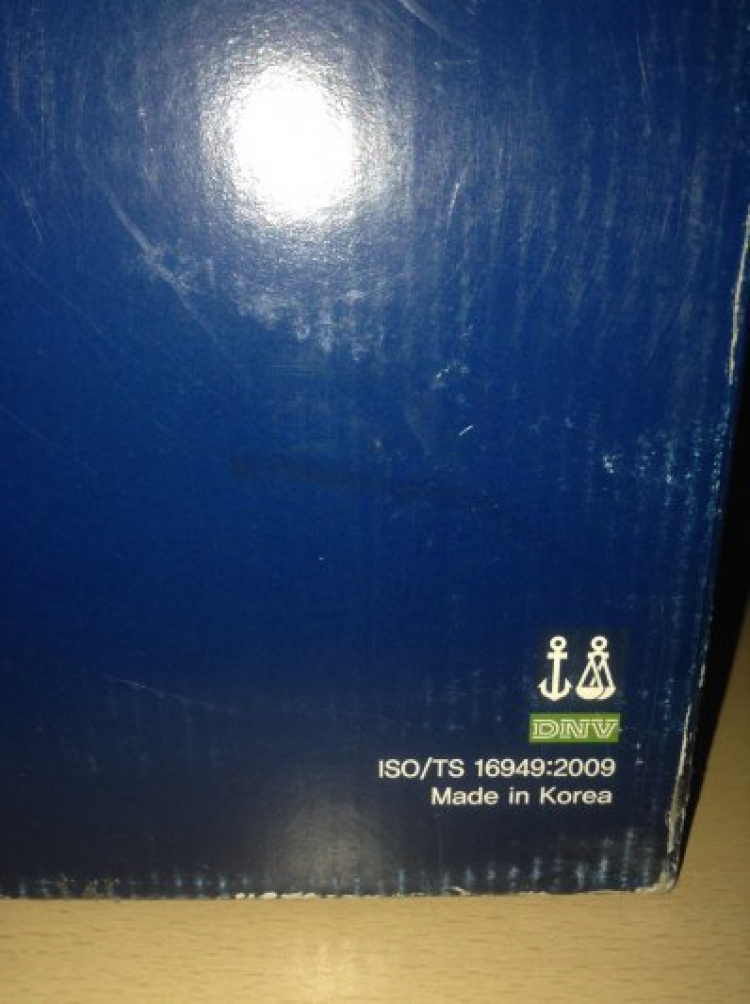 DNV
ISO/TS 16949:2009
Made in Korea